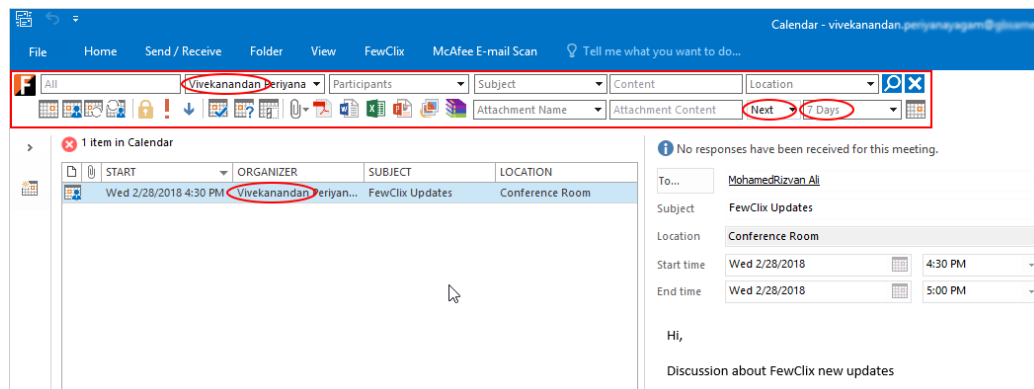 Calendar - vivekanandan.
File Home Send / Receive Folder View FewClix McAfee E-mail Scan Tell me what you want to do...
F All Vivekanandan Periyana Participants Subject Content Location
Attachment Name Attachment Content Next 7 Days
1 item in Calendar
No responses have been received for this meeting.
START ORGANIZER SUBJECT LOCATION
Wed 2/28/2018 4:30 PM Vivekanandan Periyan... FewClix Updates Conference Room
To... MohamedRizvan Ali
Subject FewClix Updates
Location Conference Room
Start time Wed 2/28/2018 4:30 PM
End time Wed 2/28/2018 5:00 PM
Hi,
Discussion about FewClix new updates